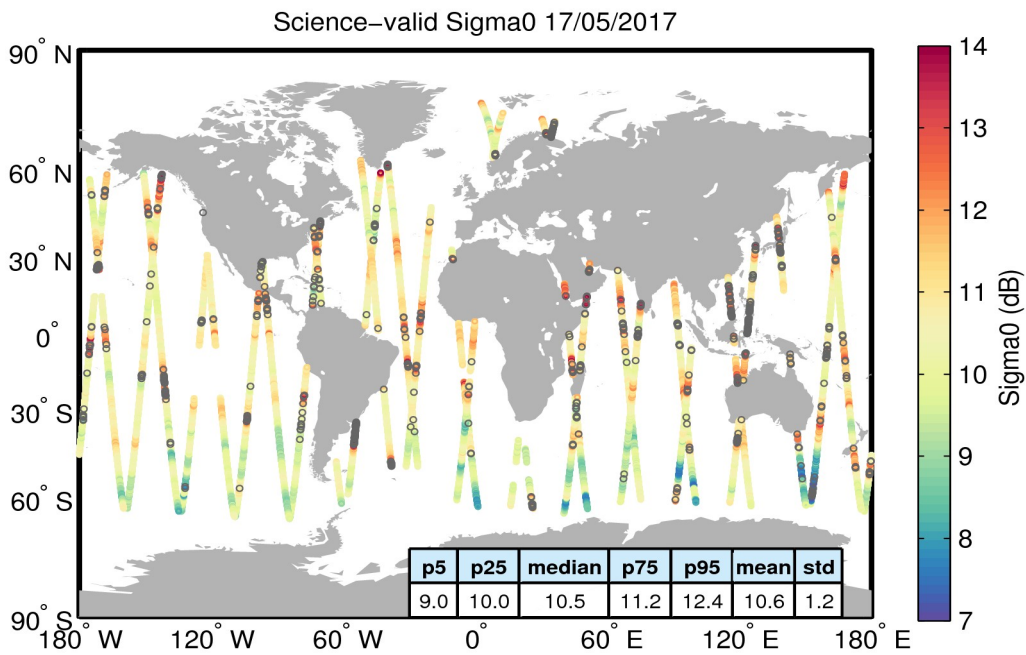 Science−valid Sigma0 17/05/2017
90° N
60° N
30° N
0°
30° S
60° S
90° S
180° W
120° W
60° W
0°
60° E
120° E
180° E
p5 p25 median p75 p95 mean std
9.0 10.0 10.5 11.2 12.4 10.6 1.2
14
13
12
11
10
9
8
7
Sigma0 (dB)